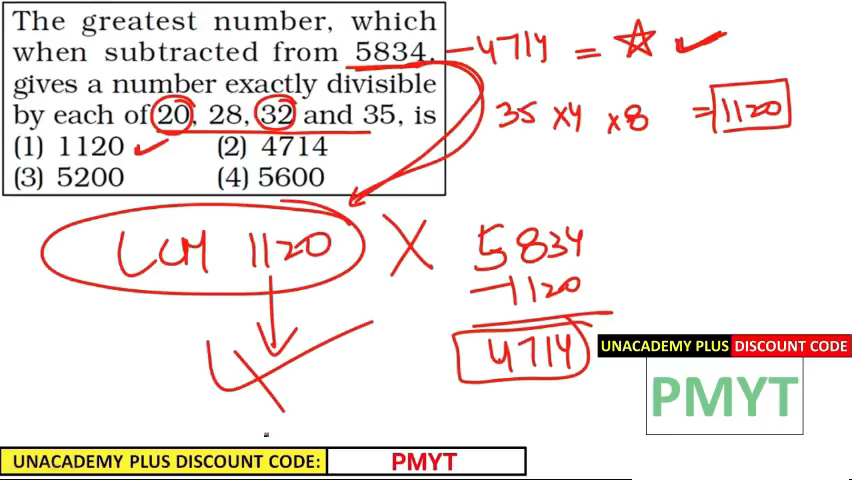 The greatest number, which
when subtracted from 5834,
gives a number exactly divisible
by each of 20, 28, 32 and 35, is
(1) 1120 (2) 4714
(3) 5200 (4) 5600
-4714 =
35 x4 x8 = 1120
LCM 1120 X
5834
-1120
4714
UNACADEMY PLUS DISCOUNT CODE
PMYT
UNACADEMY PLUS DISCOUNT CODE: PMYT